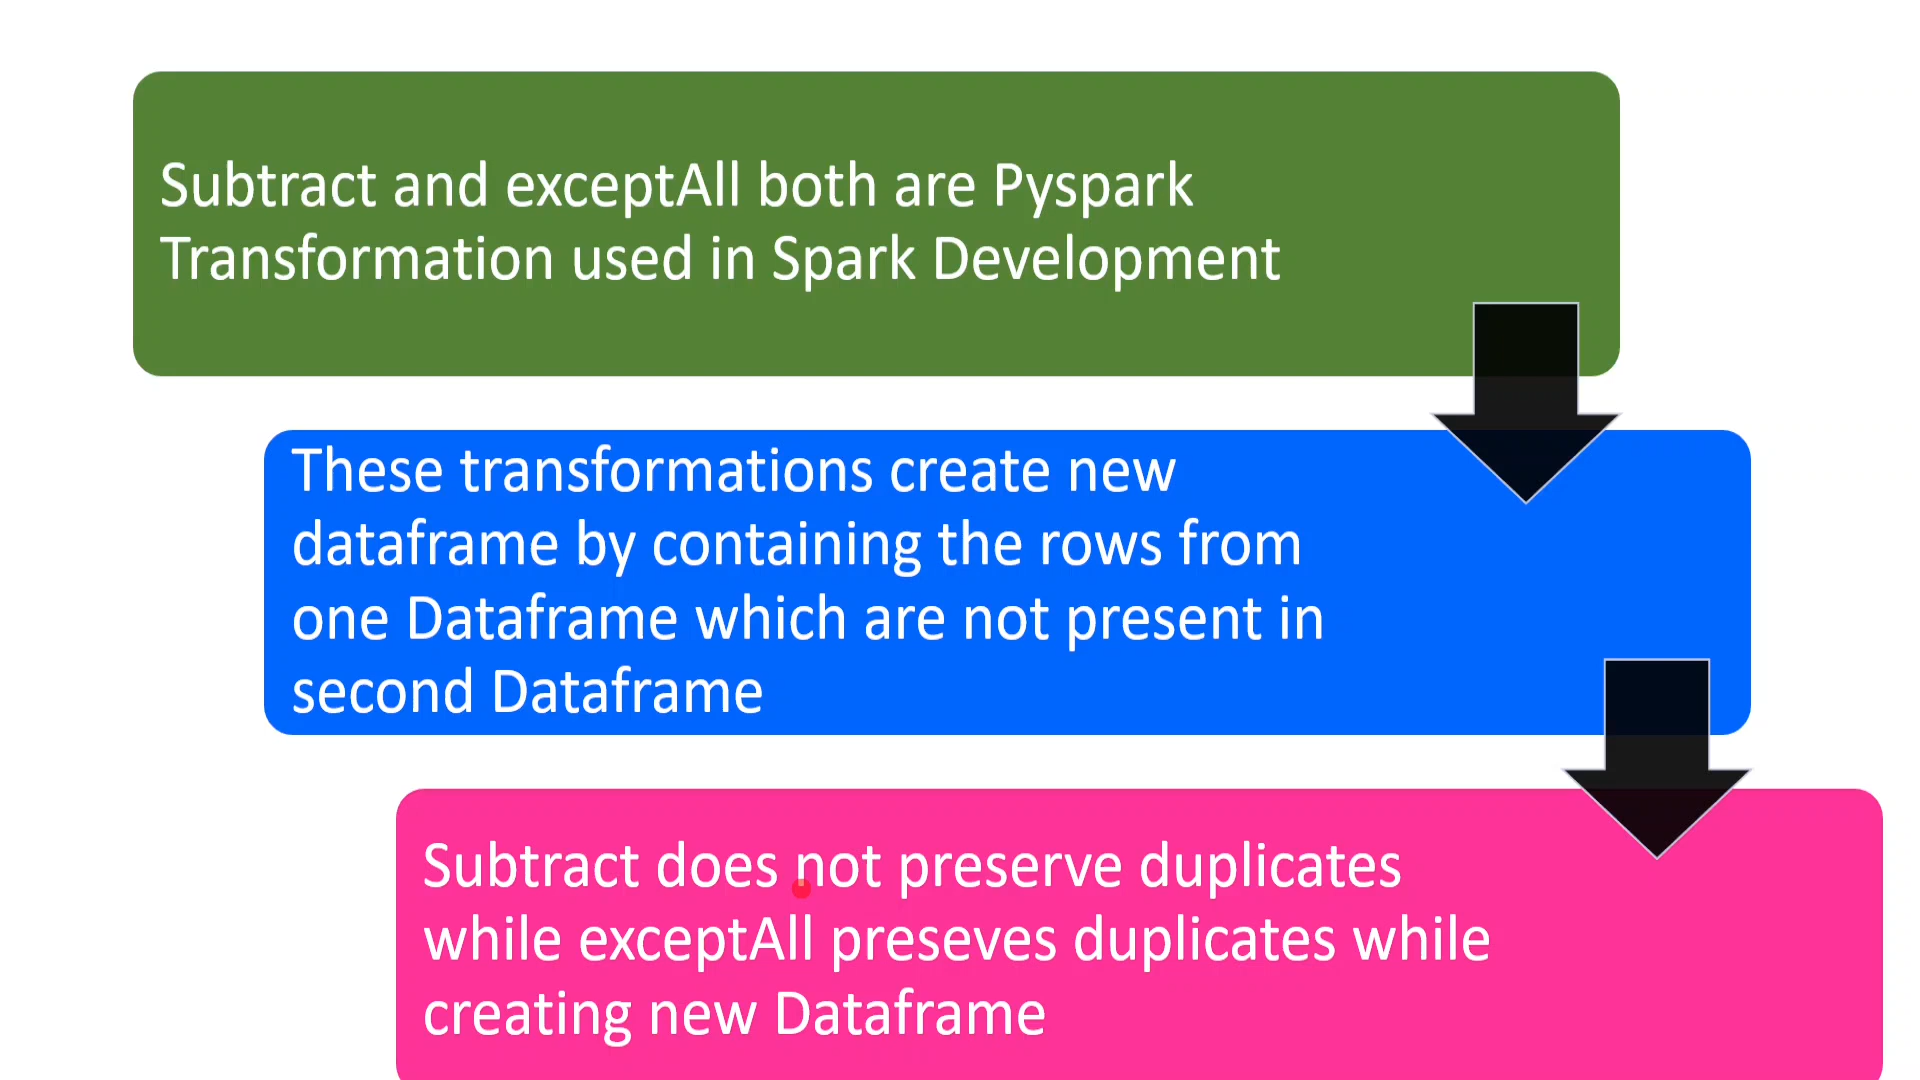 Subtract and exceptAll both are Pyspark
Transformation used in Spark Development
These transformations create new
dataframe by containing the rows from
one Dataframe which are not present in
second Dataframe
Subtract does not preserve duplicates
while exceptAll preseves duplicates while
creating new Dataframe